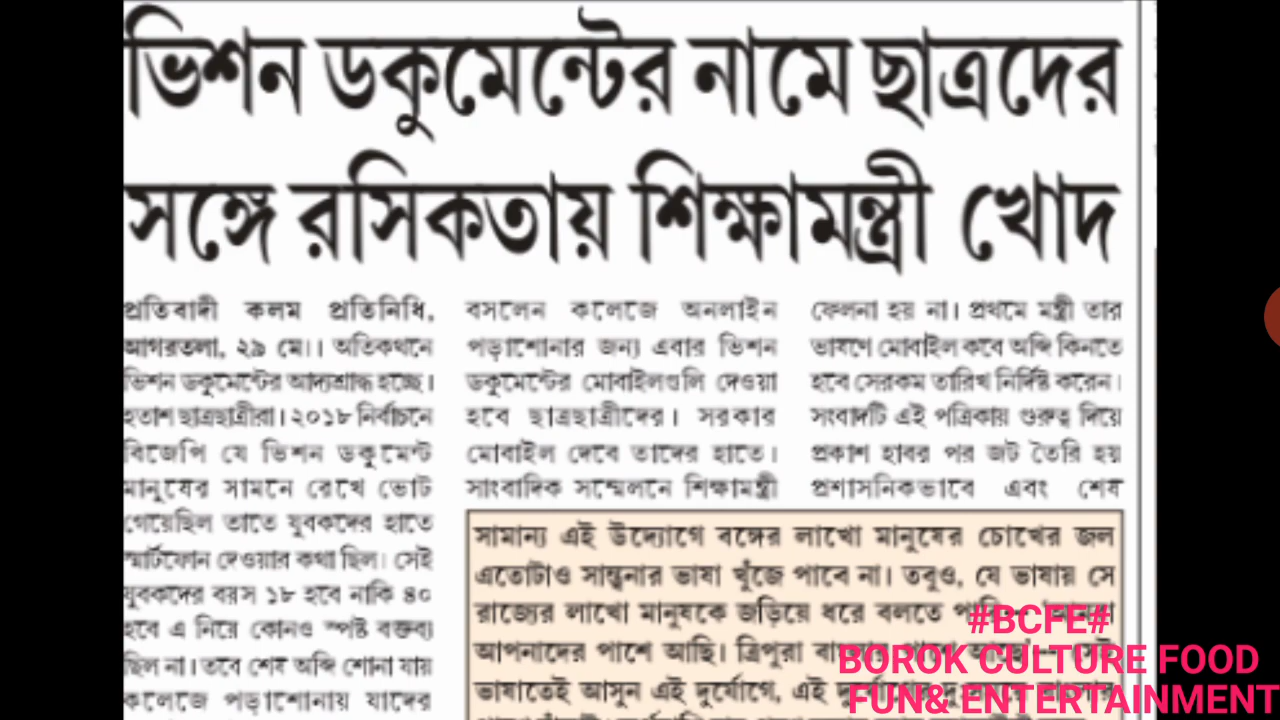 ভিশন ডকুমেন্টের নামে ছাত্রদের
সঙ্গে রসিকতায় শিক্ষামন্ত্রী খোদ
প্রতিবাদী কলম প্রতিনিধি,
আগরতলা, ২৯ মে।। অতিকথনে
ভিশন ডকুমেন্টের আদ্যশ্রাদ্ধ হচ্ছে।
হতাশ ছাত্রছাত্রীরা। ২০১৮ নির্বাচনে
বিজেপি যে ভিশন ডকুমেন্ট
মানুষের সামনে রেখে ভোট
গেয়েছিল তাতে যুবকদের হাতে
স্মার্টফোন দেওয়ার কথা ছিল। সেই
যুবকদের বয়স ১৮ হবে নাকি ৪০
হবে এ নিয়ে কোনও স্পষ্ট বক্তব্য
ছিল না। তবে শেষ অব্দি শোনা যায়
কলেজে পড়াশোনায় যাদের
বসলেন কলেজে অনলাইন
পড়াশোনার জন্য এবার ভিশন
ডকুমেন্টের মোবাইলগুলি দেওয়া
হবে ছাত্রছাত্রীদের। সরকার
মোবাইল দেবে তাদের হাতে।
সাংবাদিক সম্মেলনে শিক্ষামন্ত্রী
ফেলনা হয় না। প্রথমে মন্ত্রী তার
ভাষণে মোবাইল কবে অব্দি কিনতে
হবে সেরকম তারিখ নির্দিষ্ট করেন।
সংবাদটি এই পত্রিকায় গুরুত্ব দিয়ে
প্রকাশ হবার পর জট তৈরি হয়
প্রশাসনিকভাবে এবং শেষ
সামান্য এই উদ্যোগে বঙ্গের লাখো মানুষের চোখের জল
এতোটাও সান্ত্বনার ভাষা খুঁজে পাবে না। তবুও, যে ভাষায় সে
রাজ্যের লাখো মানুষকে জড়িয়ে ধরে বলতে
আপনাদের পাশে আছি। ত্রিপুরা
ভাষাতেই আসুন এই দুর্যোগে, এই
#BCFE#
BOROK CULTURE FOOD
FUN& ENTERTAINMENT